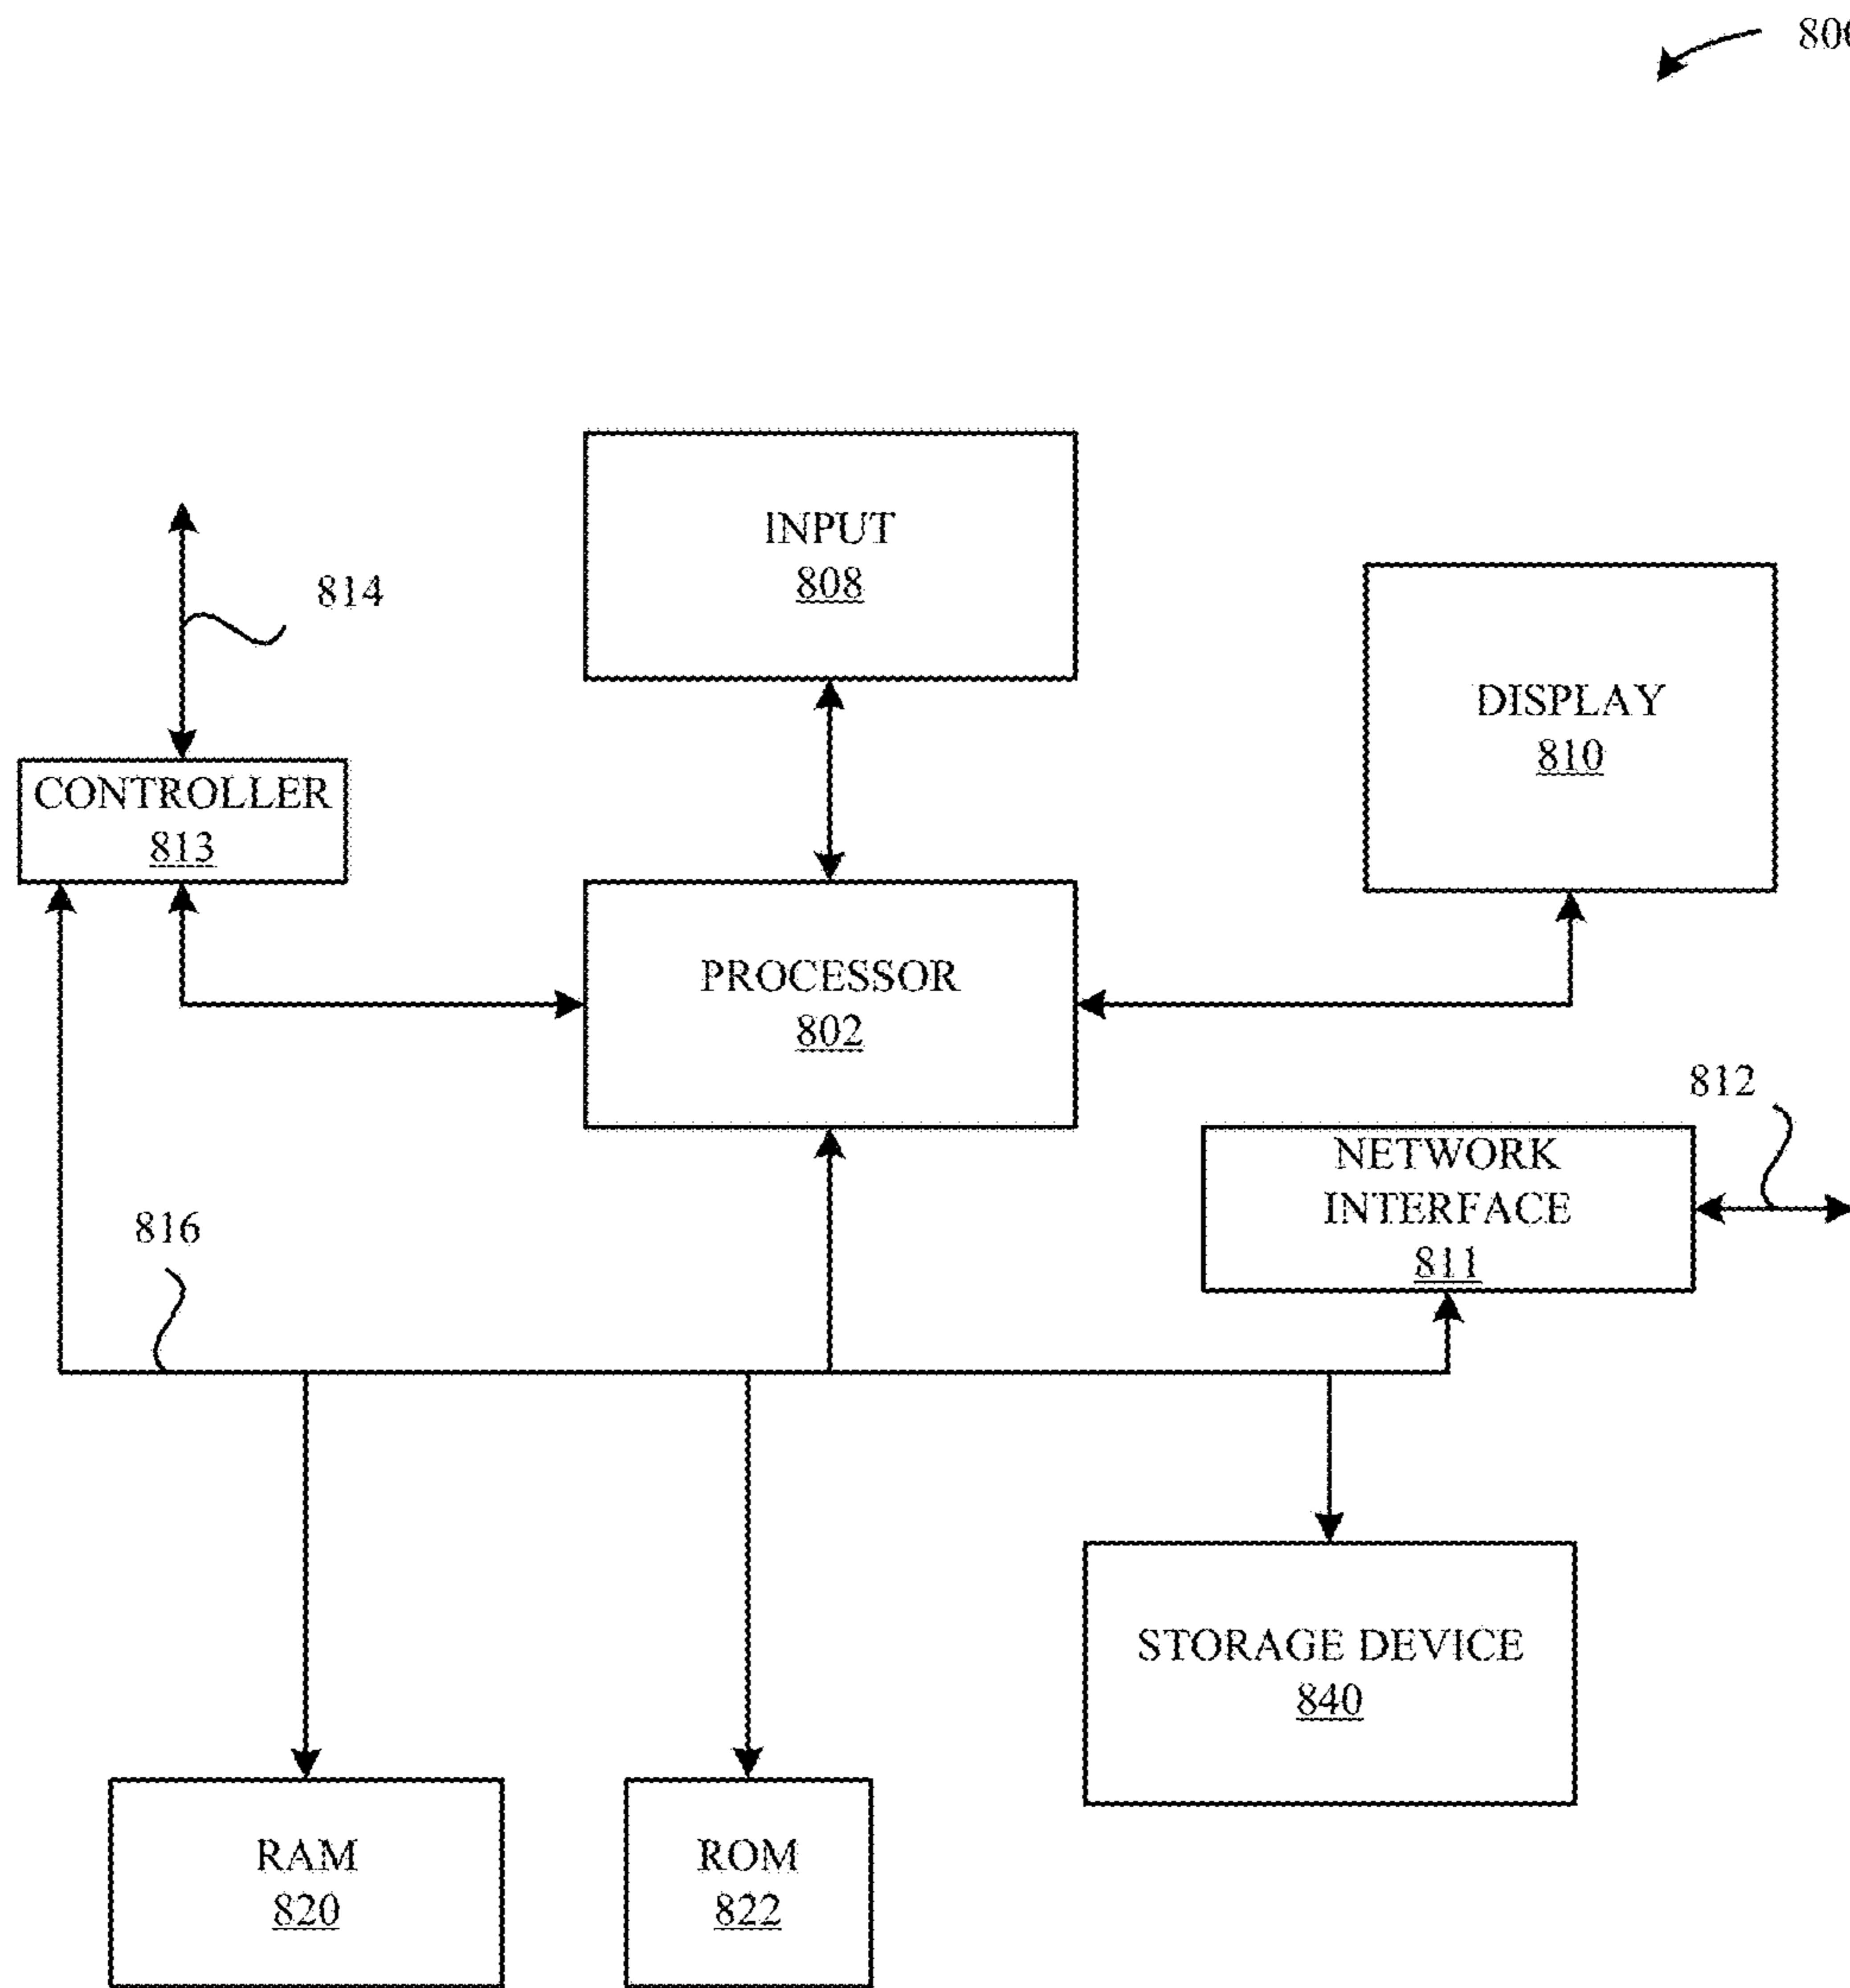 800
INPUT
808
814
DISPLAY
810
CONTROLLER
813
PROCESSOR
802
812
NETWORK
INTERFACE
811
816
STORAGE DEVICE
840
RAM
820
ROM
822